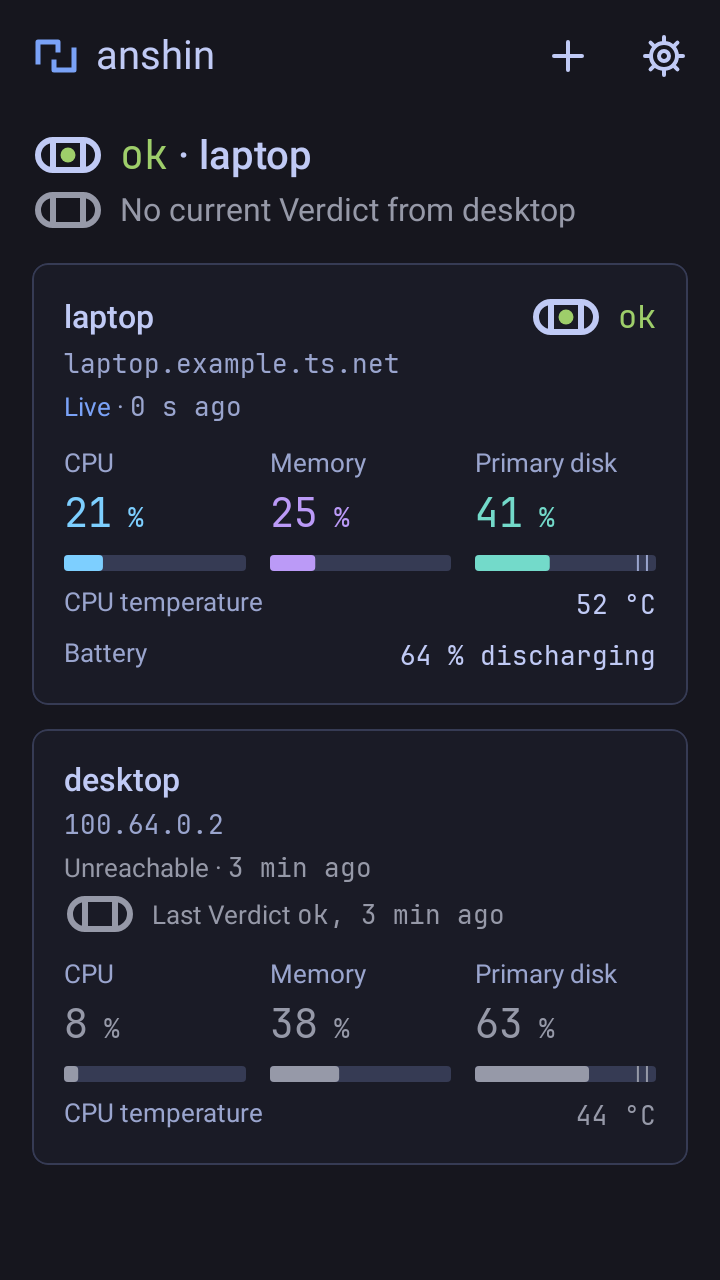 anshin
ok · laptop
No current Verdict from desktop
laptop ok
laptop.example.ts.net
Live · 0 s ago
CPU Memory Primary disk
21 % 25 % 41 %
CPU temperature 52 °C
Battery 64 % discharging
desktop
100.64.0.2
Unreachable · 3 min ago
Last Verdict ok, 3 min ago
CPU Memory Primary disk
8 % 38 % 63 %
CPU temperature 44 °C